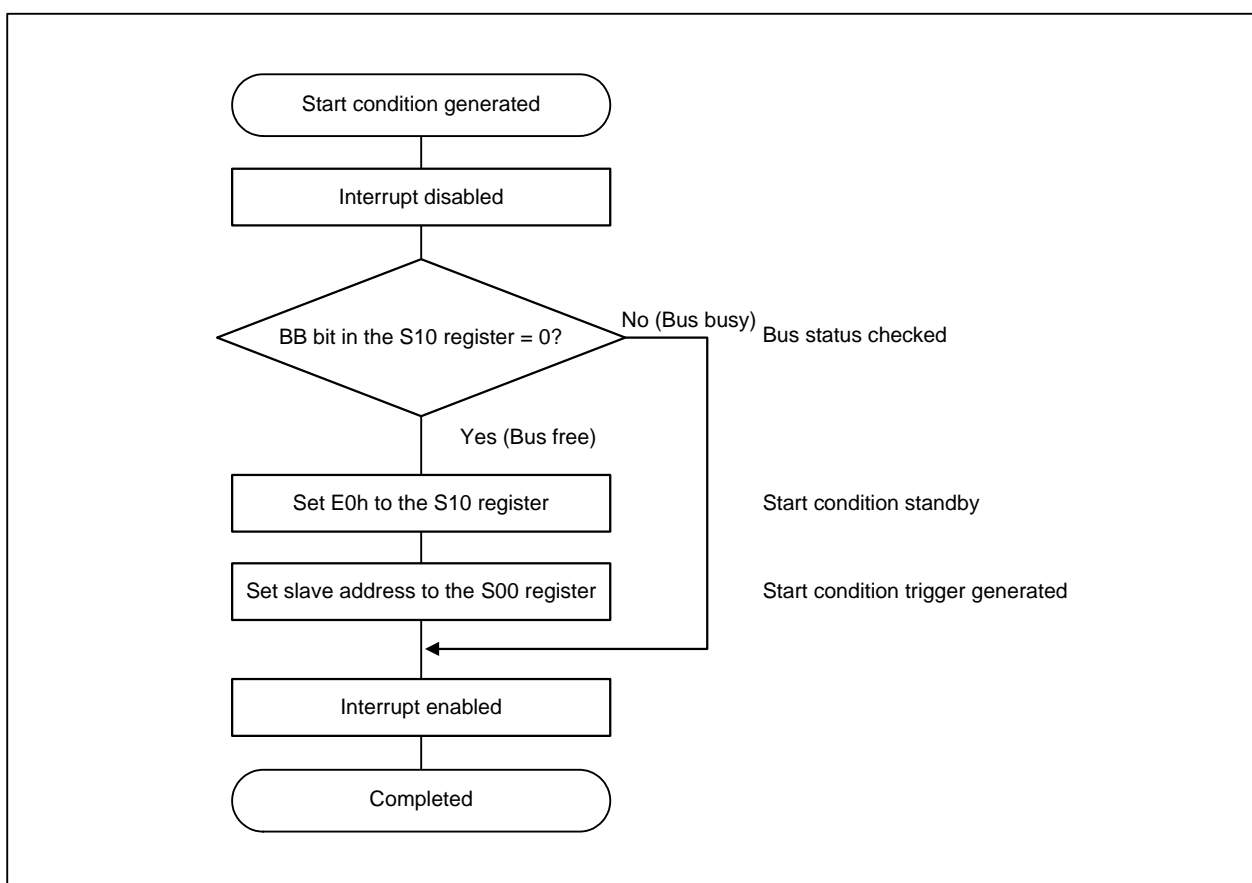 Start condition generated
Interrupt disabled
BB bit in the S10 register = 0?
No (Bus busy)
Bus status checked
Yes (Bus free)
Set E0h to the S10 register
Start condition standby
Set slave address to the S00 register
Start condition trigger generated
Interrupt enabled
Completed